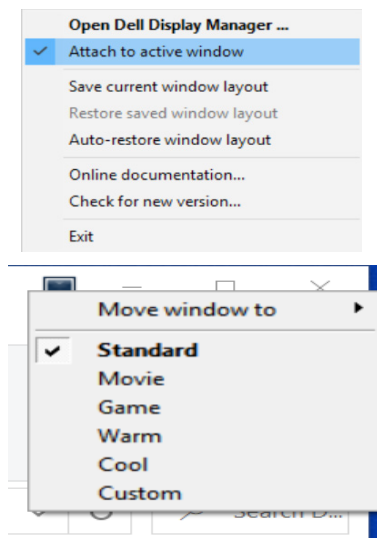 Open Dell Display Manager ...
Attach to active window
Save current window layout
Restore saved window layout
Auto-restore window layout
Online documentation...
Check for new version...
Exit
Move window to
Standard
Movie
Game
Warm
Cool
Custom
Search D...